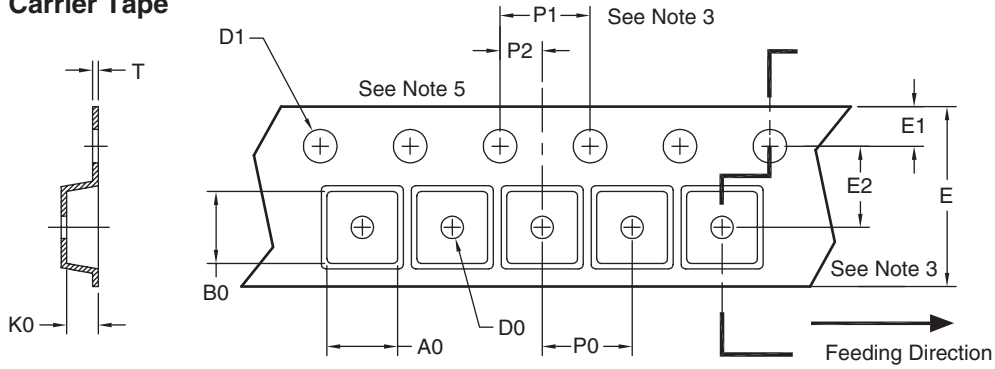 Carrier Tape
P1
See Note 3
D1
P2
T
See Note 5
E1
E2
E
B0
See Note 3
K0
D0
A0
P0
Feeding Direction